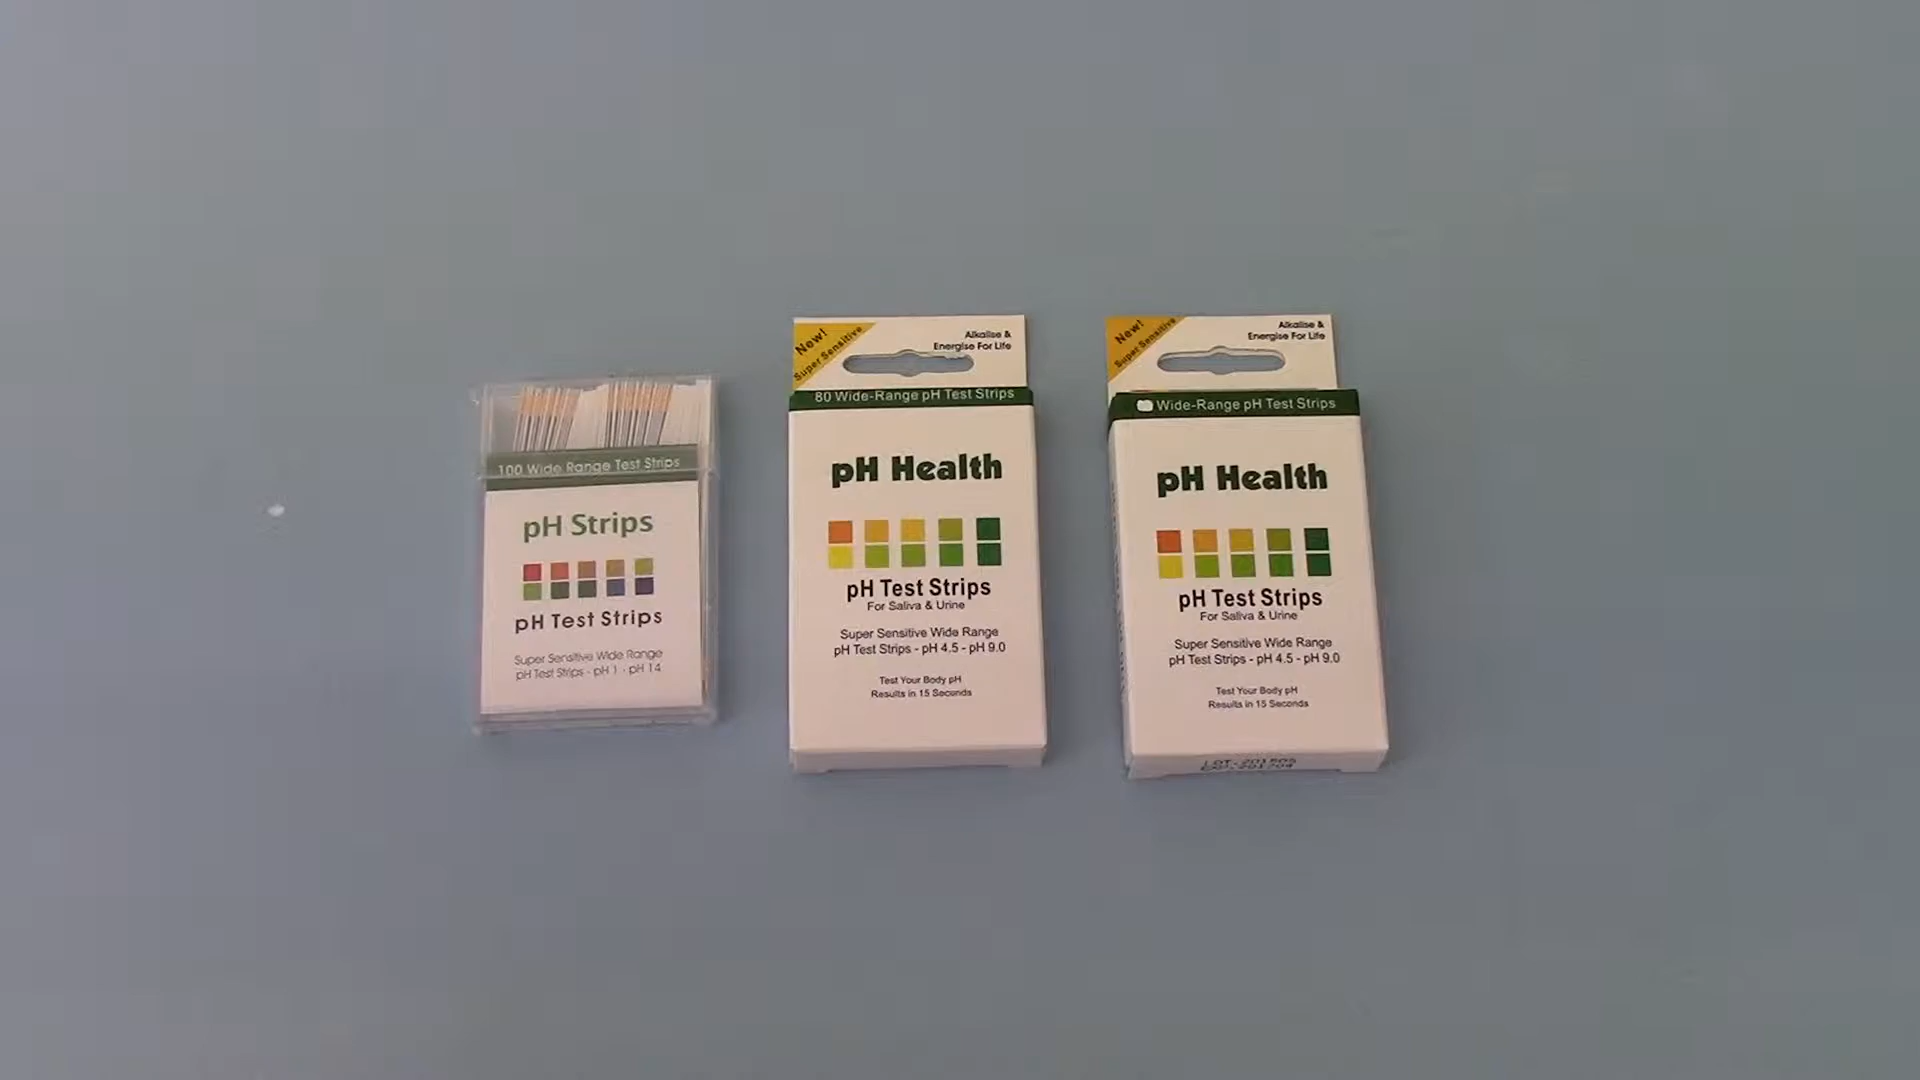 100 Wide Range Test Strips
pH Strips
pH Test Strips
Super Sensitive Wide Range
pH Test Strips - pH 1 - pH 14
New!
Super Sensitive
Alkalise &
Energise For Life
80 Wide-Range pH Test Strips
pH Health
pH Test Strips
For Saliva & Urine
Super Sensitive Wide Range
pH Test Strips - pH 4.5 - pH 9.0
Test Your Body pH
Results in 15 Seconds
New!
Super Sensitive
Alkalise &
Energise For Life
Wide-Range pH Test Strips
pH Health
pH Test Strips
For Saliva & Urine
Super Sensitive Wide Range
pH Test Strips - pH 4.5 - pH 9.0
Test Your Body pH
Results in 15 Seconds